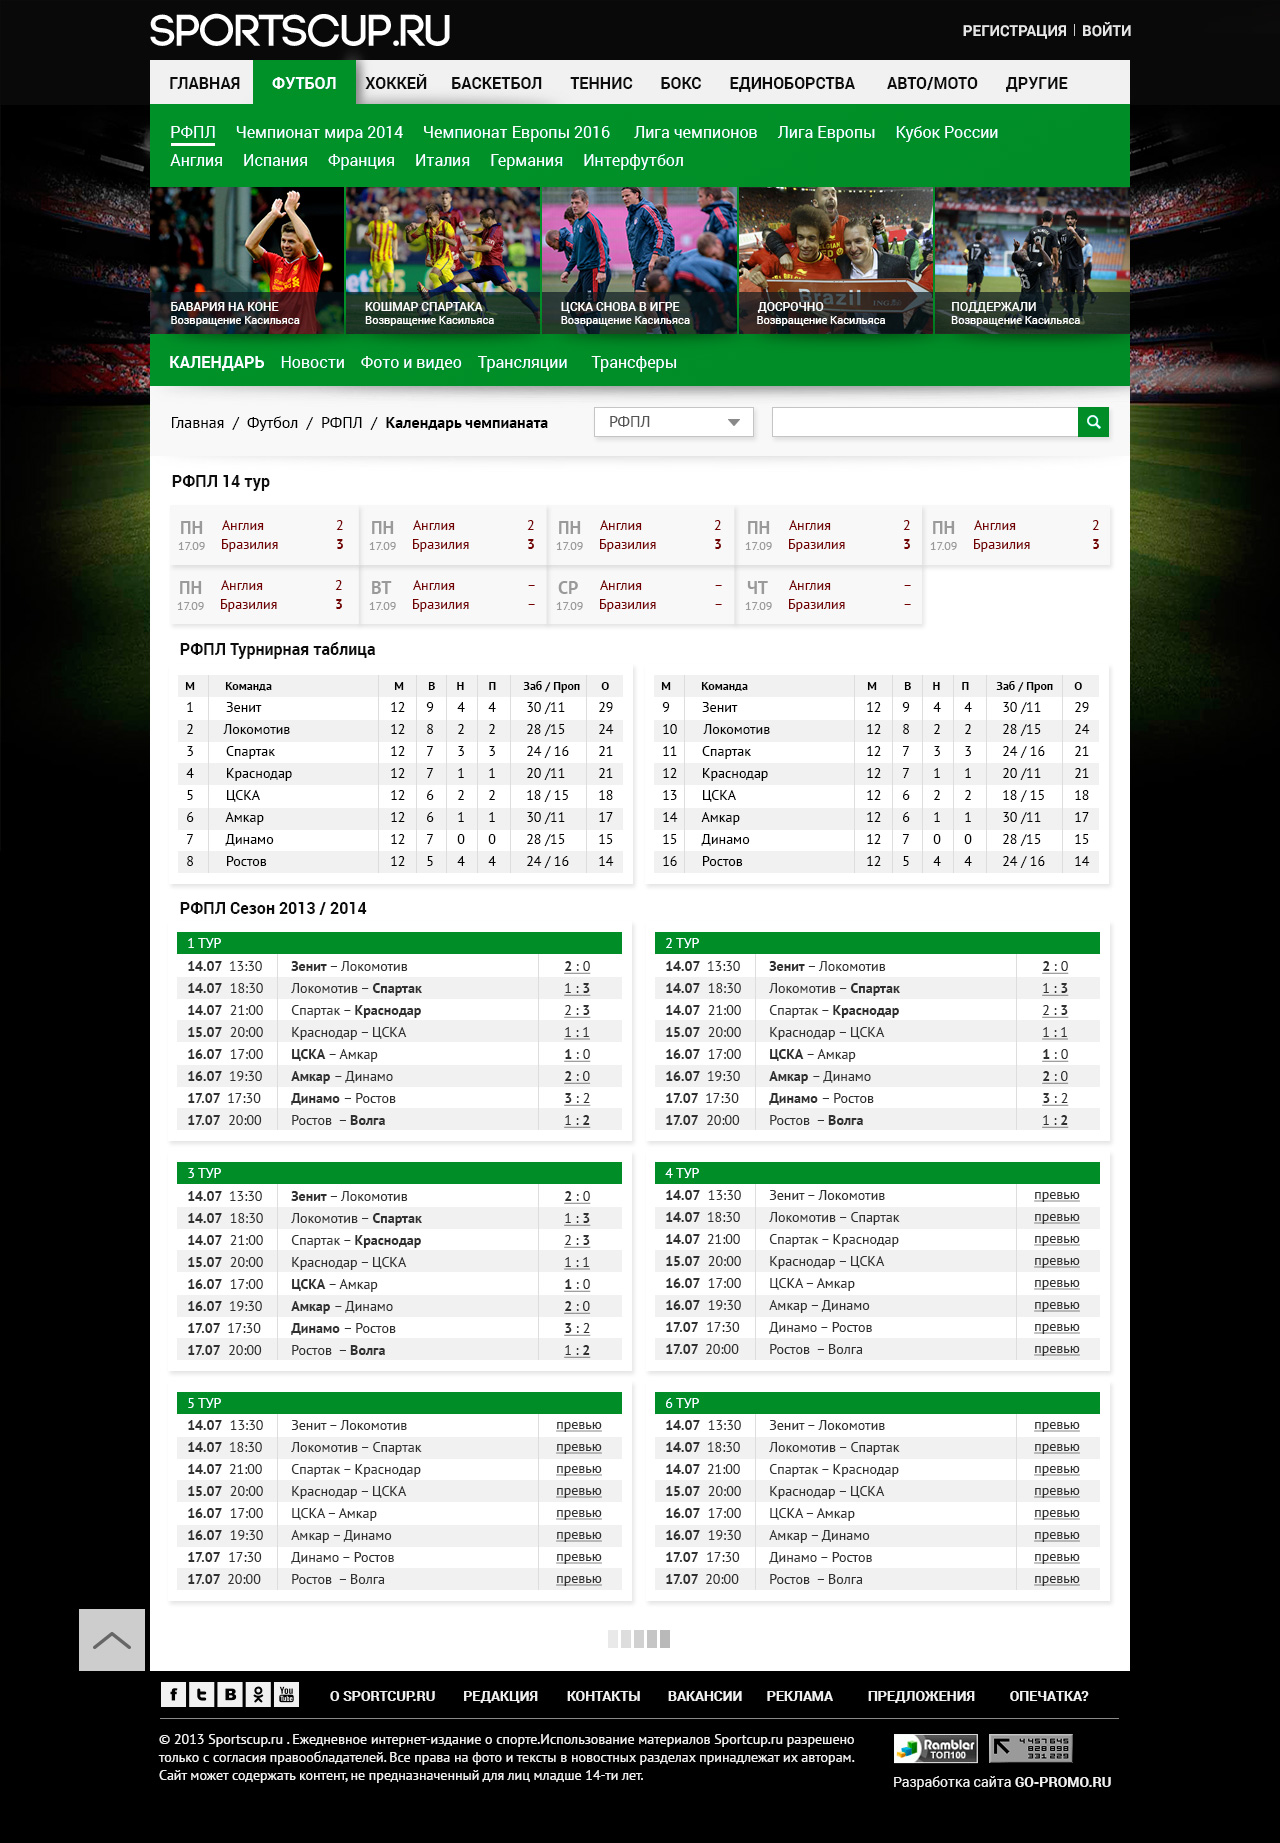 SPORTSCUP.RU
РЕГИСТРАЦИЯ | ВОЙТИ
ГЛАВНАЯ ФУТБОЛ ХОККЕЙ БАСКЕТБОЛ ТЕННИС БОКС ЕДИНОБОРСТВА АВТО/МОТО ДРУГИЕ
РФПЛ Чемпионат мира 2014 Чемпионат Европы 2016 Лига чемпионов Лига Европы Кубок России
Англия Испания Франция Италия Германия Интерфутбол
БАВАРИЯ НА КОНЕ КОШМАР СПАРТАКА ЦСКА СНОВА В ИГРЕ ДОСРОЧНО ПОДДЕРЖАЛИ
Возвращение Касильяса Возвращение Касильяса Возвращение Касильяса Возвращение Касильяса Возвращение Касильяса
Brazil
КАЛЕНДАРЬ Новости Фото и видео Трансляции Трансферы
Главная / Футбол / РФПЛ / Календарь чемпианата РФПЛ
РФПЛ 14 тур
ПН Англия 2 ПН Англия 2 ПН Англия 2 ПН Англия 2 ПН Англия 2
17.09 Бразилия 3 17.09 Бразилия 3 17.09 Бразилия 3 17.09 Бразилия 3 17.09 Бразилия 3
ПН Англия 2 ВТ Англия – СР Англия – ЧТ Англия –
17.09 Бразилия 3 17.09 Бразилия – 17.09 Бразилия – 17.09 Бразилия –
РФПЛ Турнирная таблица
М Команда М В Н П Заб / Проп О
1 Зенит 12 9 4 4 30 /11 29
2 Локомотив 12 8 2 2 28 /15 24
3 Спартак 12 7 3 3 24 / 16 21
4 Краснодар 12 7 1 1 20 /11 21
5 ЦСКА 12 6 2 2 18 / 15 18
6 Амкар 12 6 1 1 30 /11 17
7 Динамо 12 7 0 0 28 /15 15
8 Ростов 12 5 4 4 24 / 16 14
М Команда М В Н П Заб / Проп О
9 Зенит 12 9 4 4 30 /11 29
10 Локомотив 12 8 2 2 28 /15 24
11 Спартак 12 7 3 3 24 / 16 21
12 Краснодар 12 7 1 1 20 /11 21
13 ЦСКА 12 6 2 2 18 / 15 18
14 Амкар 12 6 1 1 30 /11 17
15 Динамо 12 7 0 0 28 /15 15
16 Ростов 12 5 4 4 24 / 16 14
РФПЛ Сезон 2013 / 2014
1 ТУР
14.07 13:30 Зенит – Локомотив 2 : 0
14.07 18:30 Локомотив – Спартак 1 : 3
14.07 21:00 Спартак – Краснодар 2 : 3
15.07 20:00 Краснодар – ЦСКА 1 : 1
16.07 17:00 ЦСКА – Амкар 1 : 0
16.07 19:30 Амкар – Динамо 2 : 0
17.07 17:30 Динамо – Ростов 3 : 2
17.07 20:00 Ростов – Волга 1 : 2
2 ТУР
14.07 13:30 Зенит – Локомотив 2 : 0
14.07 18:30 Локомотив – Спартак 1 : 3
14.07 21:00 Спартак – Краснодар 2 : 3
15.07 20:00 Краснодар – ЦСКА 1 : 1
16.07 17:00 ЦСКА – Амкар 1 : 0
16.07 19:30 Амкар – Динамо 2 : 0
17.07 17:30 Динамо – Ростов 3 : 2
17.07 20:00 Ростов – Волга 1 : 2
3 ТУР
14.07 13:30 Зенит – Локомотив 2 : 0
14.07 18:30 Локомотив – Спартак 1 : 3
14.07 21:00 Спартак – Краснодар 2 : 3
15.07 20:00 Краснодар – ЦСКА 1 : 1
16.07 17:00 ЦСКА – Амкар 1 : 0
16.07 19:30 Амкар – Динамо 2 : 0
17.07 17:30 Динамо – Ростов 3 : 2
17.07 20:00 Ростов – Волга 1 : 2
4 ТУР
14.07 13:30 Зенит – Локомотив превью
14.07 18:30 Локомотив – Спартак превью
14.07 21:00 Спартак – Краснодар превью
15.07 20:00 Краснодар – ЦСКА превью
16.07 17:00 ЦСКА – Амкар превью
16.07 19:30 Амкар – Динамо превью
17.07 17:30 Динамо – Ростов превью
17.07 20:00 Ростов – Волга превью
5 ТУР
14.07 13:30 Зенит – Локомотив превью
14.07 18:30 Локомотив – Спартак превью
14.07 21:00 Спартак – Краснодар превью
15.07 20:00 Краснодар – ЦСКА превью
16.07 17:00 ЦСКА – Амкар превью
16.07 19:30 Амкар – Динамо превью
17.07 17:30 Динамо – Ростов превью
17.07 20:00 Ростов – Волга превью
6 ТУР
14.07 13:30 Зенит – Локомотив превью
14.07 18:30 Локомотив – Спартак превью
14.07 21:00 Спартак – Краснодар превью
15.07 20:00 Краснодар – ЦСКА превью
16.07 17:00 ЦСКА – Амкар превью
16.07 19:30 Амкар – Динамо превью
17.07 17:30 Динамо – Ростов превью
17.07 20:00 Ростов – Волга превью
f t B You Tube О SPORTCUP.RU РЕДАКЦИЯ КОНТАКТЫ ВАКАНСИИ РЕКЛАМА ПРЕДЛОЖЕНИЯ ОПЕЧАТКА?
© 2013 Sportscup.ru . Ежедневное интернет-издание о спорте.Использование материалов Sportcup.ru разрешено
только с согласия правообладателей. Все права на фото и тексты в новостных разделах принадлежат их авторам.
Сайт может содержать контент, не предназначенный для лиц младше 14-ти лет.
Rambler
ТОП100
4457645
828898
331229
Разработка сайта GO-PROMO.RU